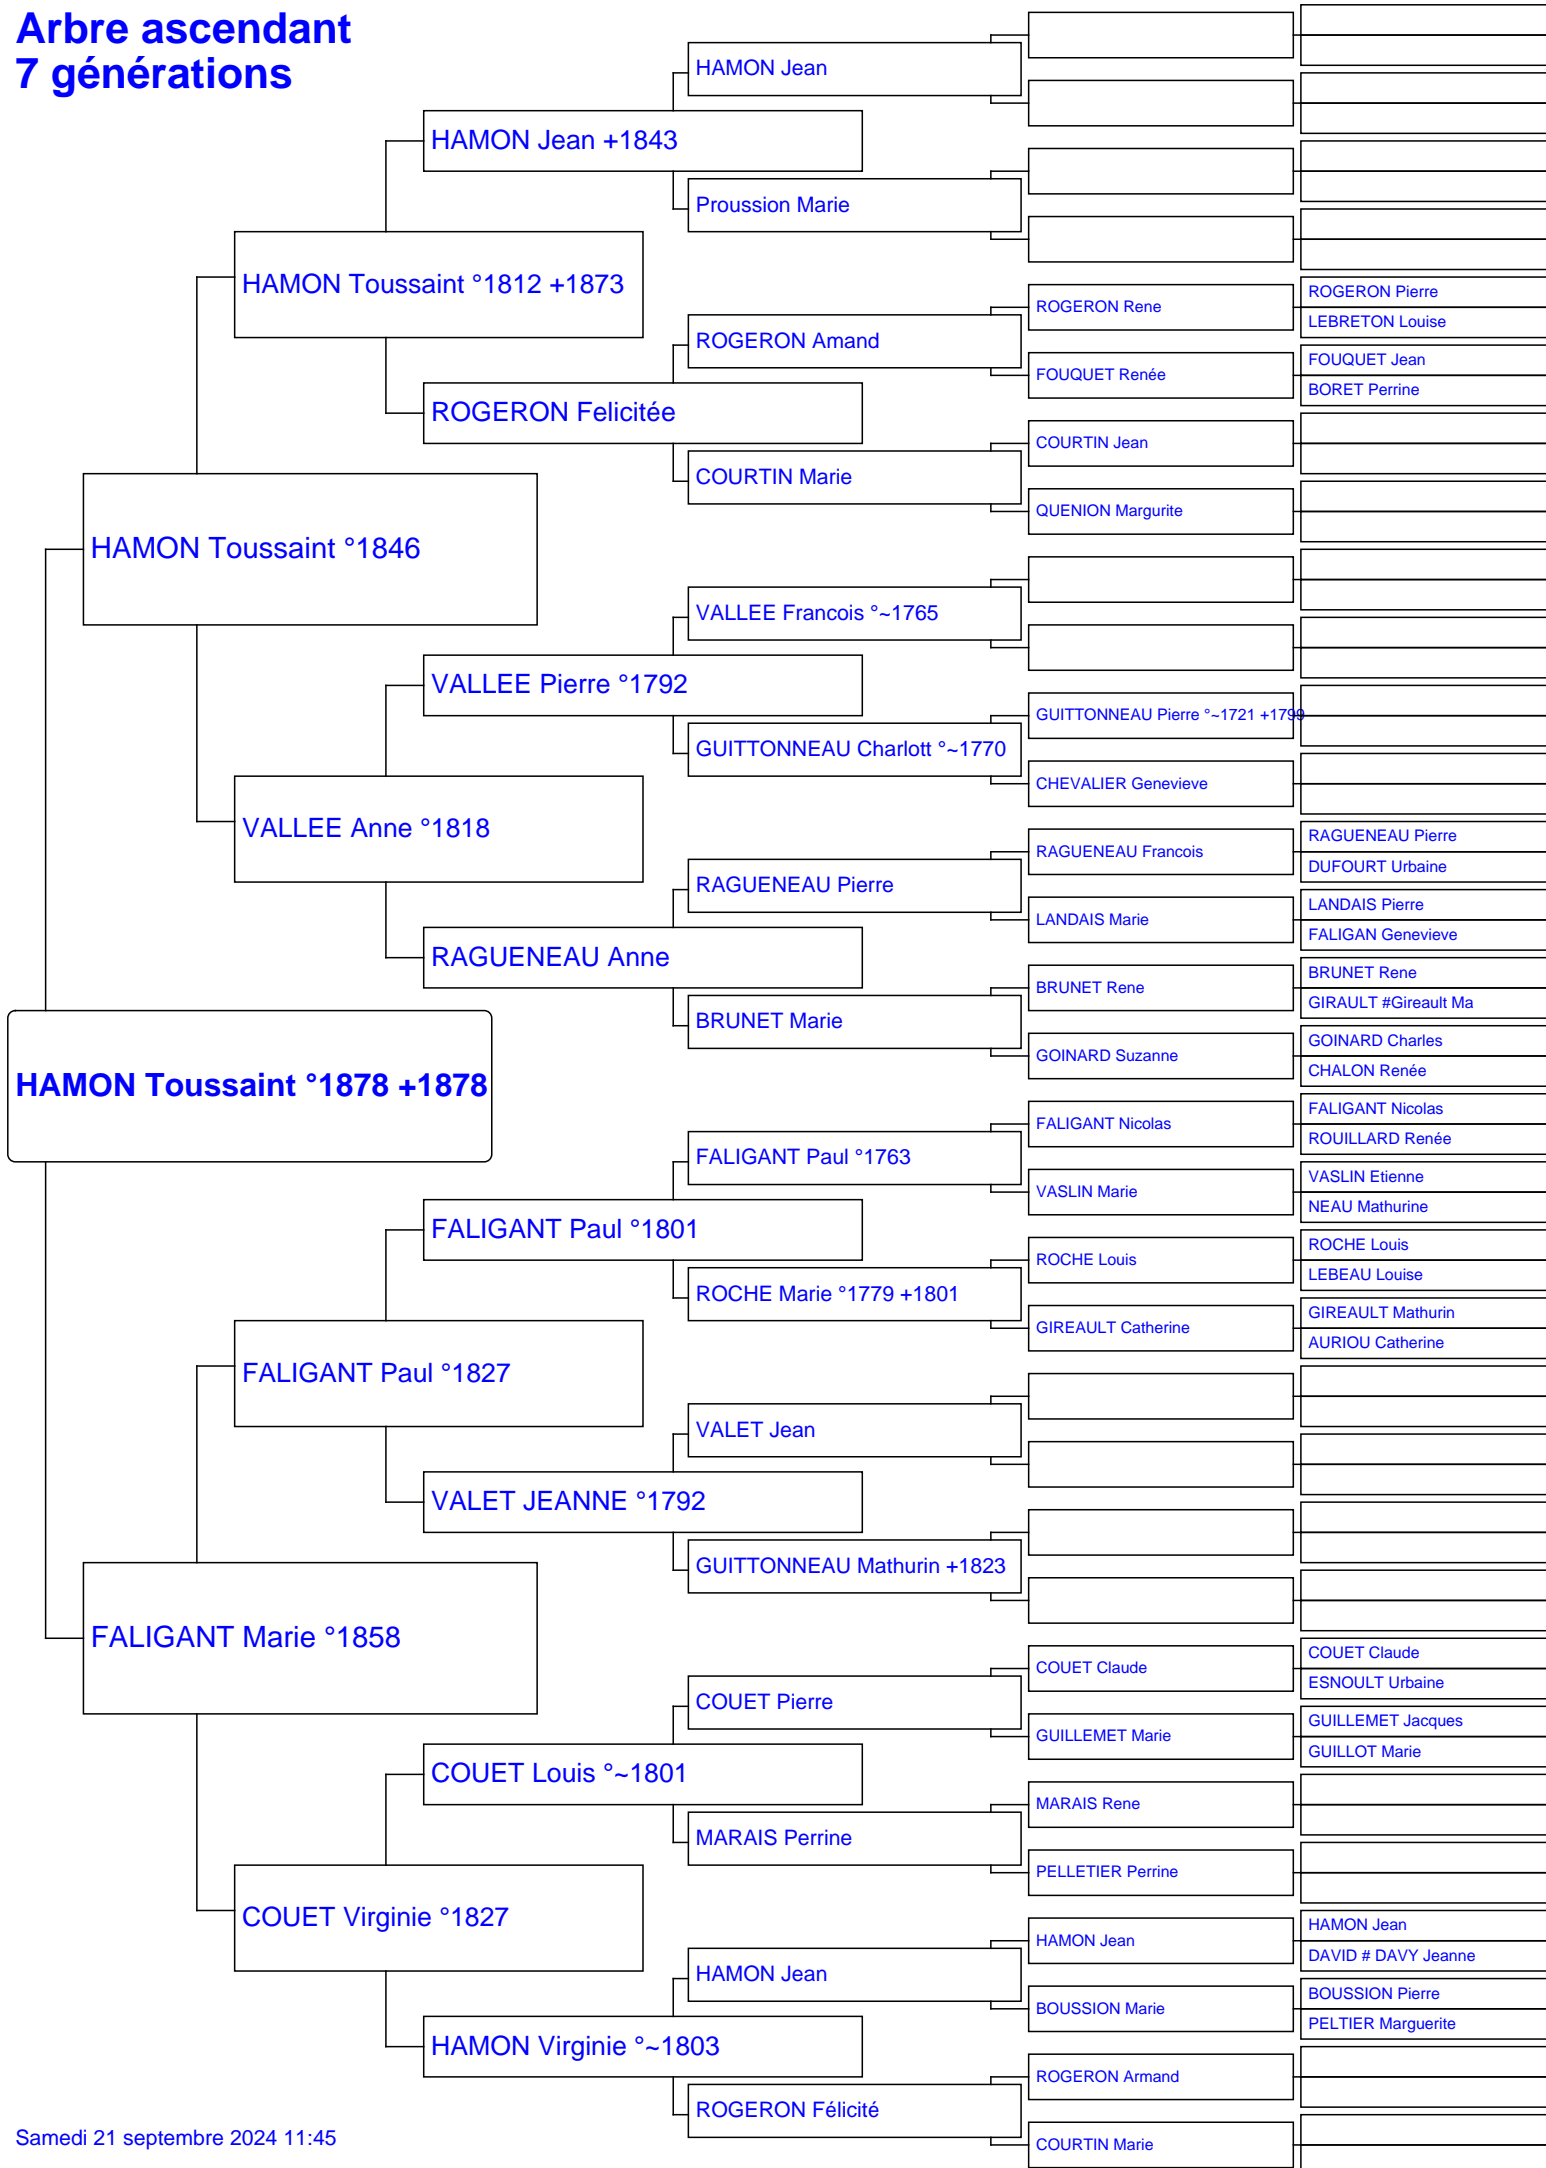 Arbre ascendant
7 générations
HAMON Jean
HAMON Jean +1843
Proussion Marie
HAMON Toussaint °1812 +1873
ROGERON Pierre
ROGERON Rene
LEBRETON Louise
ROGERON Amand
FOUQUET Jean
FOUQUET Renée
BORET Perrine
ROGERON Felicitée
COURTIN Jean
COURTIN Marie
QUENION Margurite
HAMON Toussaint °1846
VALLEE Francois °~1765
VALLEE Pierre °1792
GUITTONNEAU Pierre °~1721 +1799
GUITTONNEAU Charlott °~1770
CHEVALIER Genevieve
VALLEE Anne °1818
RAGUENEAU Pierre
RAGUENEAU Francois
DUFOURT Urbaine
RAGUENEAU Pierre
LANDAIS Pierre
LANDAIS Marie
FALIGAN Genevieve
RAGUENEAU Anne
BRUNET Rene
BRUNET Rene
GIRAULT #Gireault Ma
BRUNET Marie
GOINARD Charles
GOINARD Suzanne
CHALON Renée
HAMON Toussaint °1878 +1878
FALIGANT Nicolas
FALIGANT Nicolas
ROUILLARD Renée
FALIGANT Paul °1763
VASLIN Etienne
VASLIN Marie
NEAU Mathurine
FALIGANT Paul °1801
ROCHE Louis
ROCHE Louis
LEBEAU Louise
ROCHE Marie °1779 +1801
GIREAULT Mathurin
GIREAULT Catherine
AURIOU Catherine
FALIGANT Paul °1827
VALET Jean
VALET JEANNE °1792
GUITTONNEAU Mathurin +1823
FALIGANT Marie °1858
COUET Claude
COUET Claude
ESNOULT Urbaine
COUET Pierre
GUILLEMET Jacques
GUILLEMET Marie
GUILLOT Marie
COUET Louis °~1801
MARAIS Rene
MARAIS Perrine
PELLETIER Perrine
COUET Virginie °1827
HAMON Jean
HAMON Jean
DAVID # DAVY Jeanne
HAMON Jean
BOUSSION Pierre
BOUSSION Marie
PELTIER Marguerite
HAMON Virginie °~1803
ROGERON Armand
ROGERON Félicité
COURTIN Marie
Samedi 21 septembre 2024 11:45